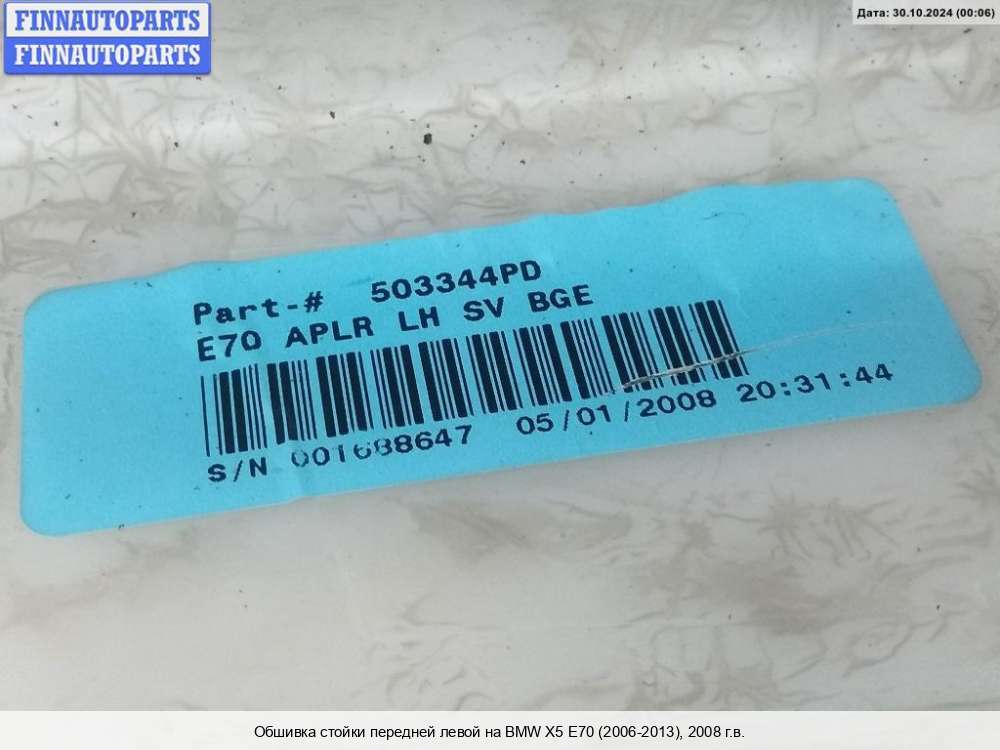 FINNAUTOPARTS
FINNAUTOPARTS
Дата: 30.10.2024 (00:06)
Part-# 503344PD
E70 APLR LH SV BGE
S/N 001688647 05/01/2008 20:31:44
Обшивка стойки передней левой на BMW X5 E70 (2006-2013), 2008 г.в.